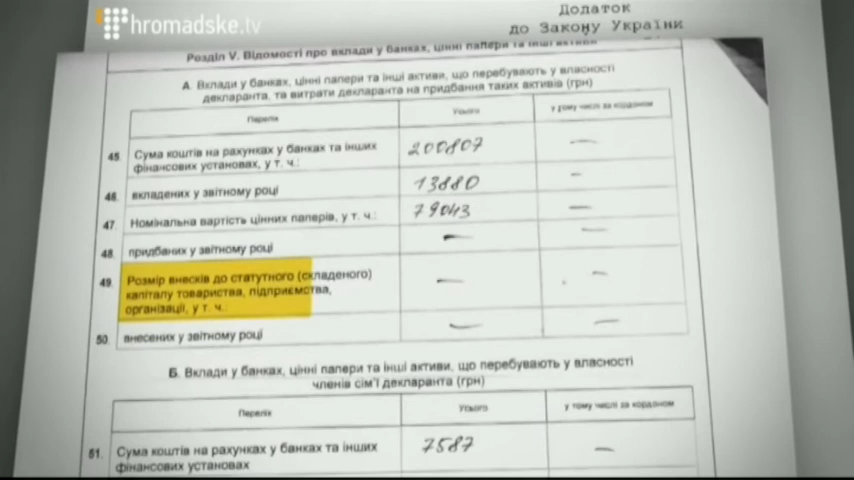 hromadske.tv
Додаток
до Закону України
Розділ V. Відомості про вклади у банках, цінні папери та інші активи
А. Вклади у банках, цінні папери та інші активи, що перебувають у власності
декларанта, та витрати декларанта на придбання таких активів (грн)
Перелік Усього у тому числі за кордоном
45. Сума коштів на рахунках у банках та інших
фінансових установах, у т. ч.: 200807 —
46. вкладених у звітному році 13880 —
47. Номінальна вартість цінних паперів, у т. ч.: 79043 —
48. придбаних у звітному році — —
49. Розмір внесків до статутного (складеного)
капіталу товариства, підприємства, — —
організації, у т. ч.:
50. внесених у звітному році — —
Б. Вклади у банках, цінні папери та інші активи, що перебувають у власності
членів сім'ї декларанта (грн)
Перелік Усього у тому числі за кордоном
51. Сума коштів на рахунках у банках та інших 7587 —
фінансових установах